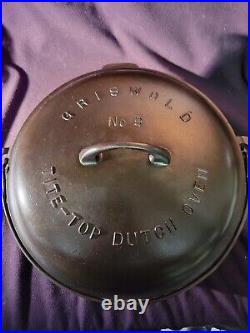 GRISWOLD
No 8
TITE-TOP DUTCH OVEN